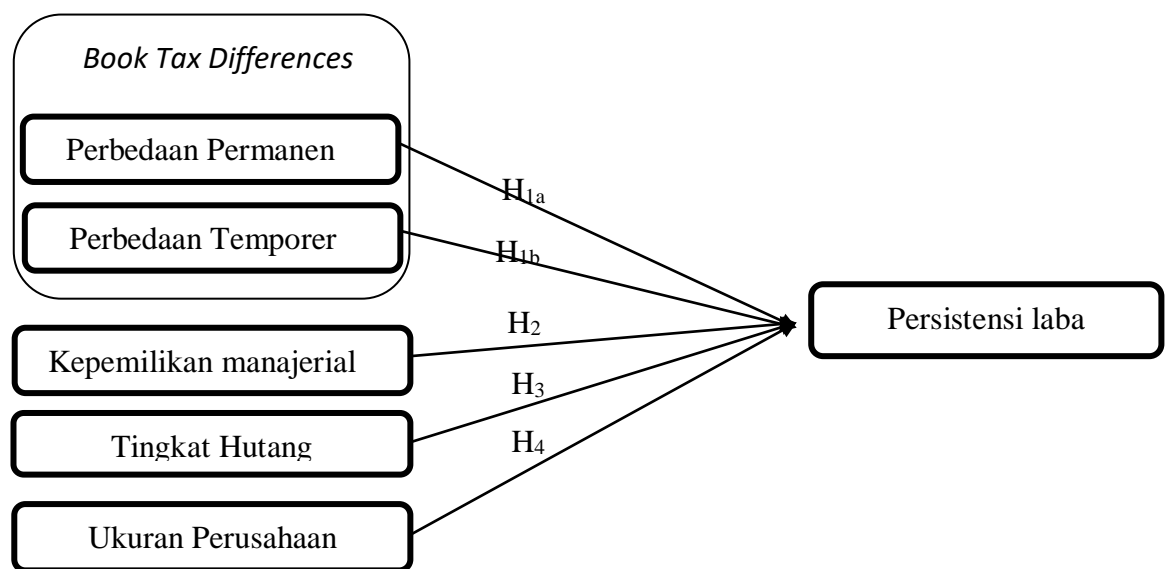 Book Tax Differences
Perbedaan Permanen
H1a
Perbedaan Temporer
H1b
Persistensi laba
H2
Kepemilikan manajerial
H3
Tingkat Hutang
H4
Ukuran Perusahaan